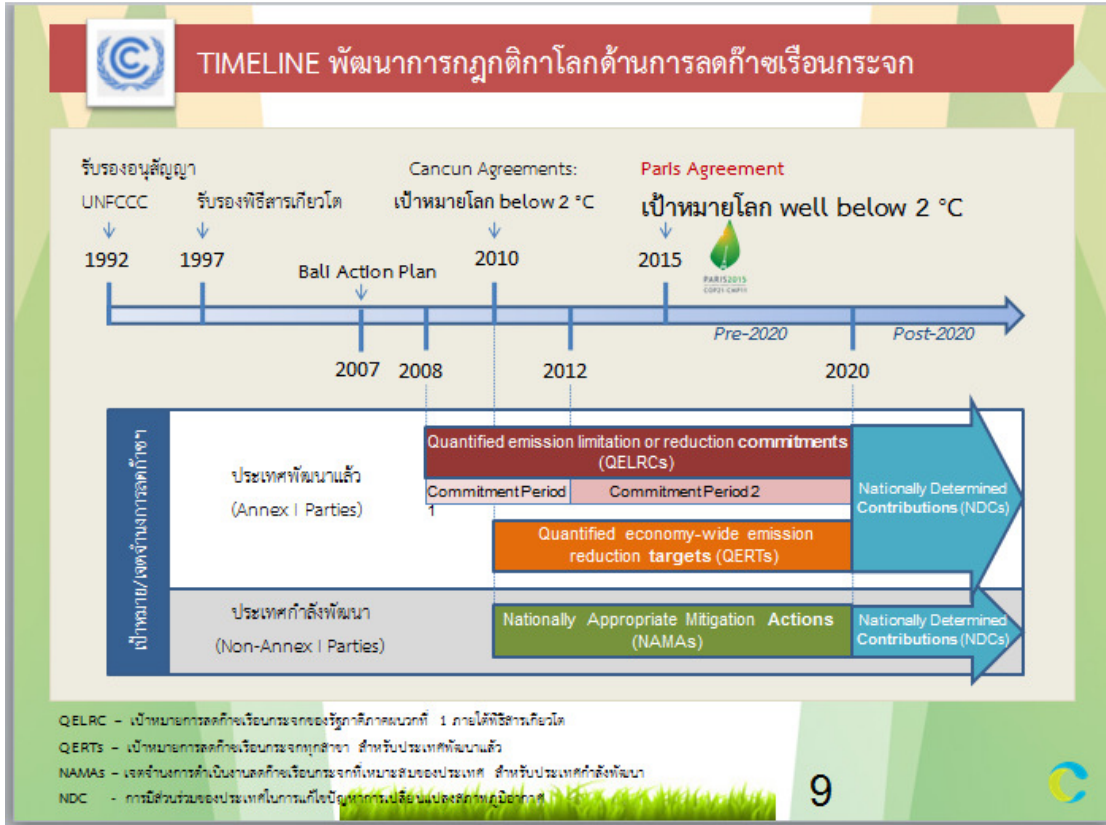 TIMELINE พัฒนาการกฎกติกาโลกด้านการลดก๊าซเรือนกระจก
รับรองอนุสัญญา
UNFCCC
รับรองพิธีสารเกียวโต
Cancun Agreements:
เป้าหมายโลก below 2 °C
Paris Agreement
เป้าหมายโลก well below 2 °C
1992
1997
Bali Action Plan
2010
2015
PARIS2015
COP21·CMP11
Pre-2020
Post-2020
2007
2008
2012
2020
เป้าหมาย/เจตจำนงการลดก๊าซฯ
ประเทศพัฒนาแล้ว
(Annex I Parties)
Quantified emission limitation or reduction commitments
(QELRCs)
Commitment Period
1
Commitment Period 2
Quantified economy-wide emission
reduction targets (QERTs)
Nationally Determined
Contributions (NDCs)
ประเทศกำลังพัฒนา
(Non-Annex I Parties)
Nationally Appropriate Mitigation Actions
(NAMAs)
Nationally Determined
Contributions (NDCs)
QELRC – เป้าหมายการลดก๊าซเรือนกระจกของรัฐภาคีภาคผนวกที่ 1 ภายใต้พิธีสารเกียวโต
QERTs – เป้าหมายการลดก๊าซเรือนกระจกทุกสาขา สำหรับประเทศพัฒนาแล้ว
NAMAs – เจตจำนงการดำเนินงานลดก๊าซเรือนกระจกที่เหมาะสมของประเทศ สำหรับประเทศกำลังพัฒนา
NDC - การมีส่วนร่วมของประเทศในการแก้ไขปัญหาการเปลี่ยนแปลงสภาพภูมิอากาศ
9